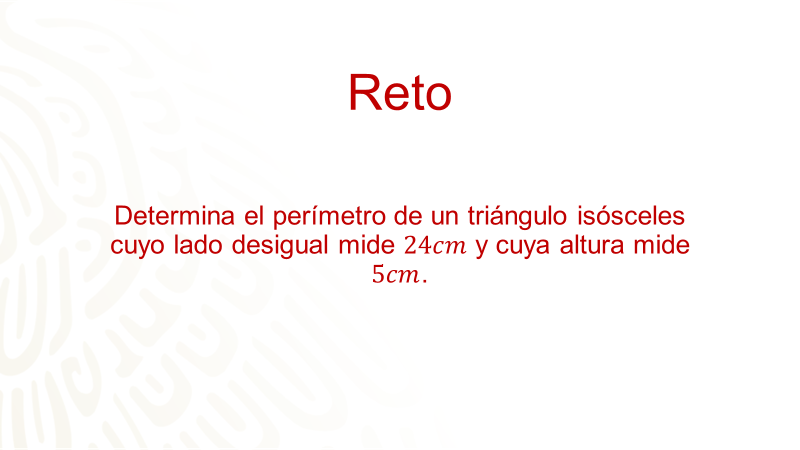 Reto
Determina el perímetro de un triángulo isósceles
cuyo lado desigual mide 24cm y cuya altura mide
5cm.